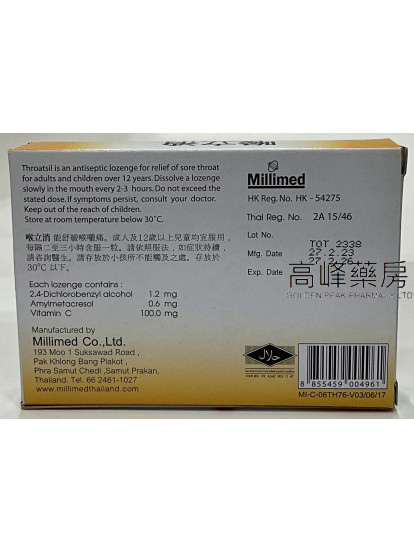 Throatsil is an antiseptic lozenge for relief of sore throat
for adults and children over 12 years. Dissolve a lozenge
slowly in the mouth every 2-3 hours. Do not exceed the
stated dose.If symptoms persist, consult your doctor.
Keep out of the reach of children.
Store at room temperature below 30°C.
喉立消 能舒緩喉嚨痛。成人及12歲以上兒童均宜服用，
每隔二至三小時含服一粒。請依照服法，如症狀持續，
請咨詢醫生。請存放於小孩所不能觸及之處。存放於
30°C 以下。
Each lozenge contains :
2,4-Dichlorobenzyl alcohol 1.2 mg
Amylmetacresol 0.6 mg
Vitamin C 100.0 mg
Manufactured by
Millimed Co.,Ltd.
193 Moo 1 Suksawad Road ,
Pak Khlong Bang Plakot ,
Phra Samut Chedi ,Samut Prakan,
Thailand. Tel. 66 2461-1027
www.millimedthailand.com
Millimed
HK Reg. No. HK - 54275
Thai Reg. No. 2A 15/46
Lot No. TOT 2338
Mfg. Date 27.2.23
Exp. Date 27.2.26
高峰藥房
GOLDEN PEAK PHARMACY LTD
حلال
8 855459 004961
MI-C-06TH76-V03/06/17